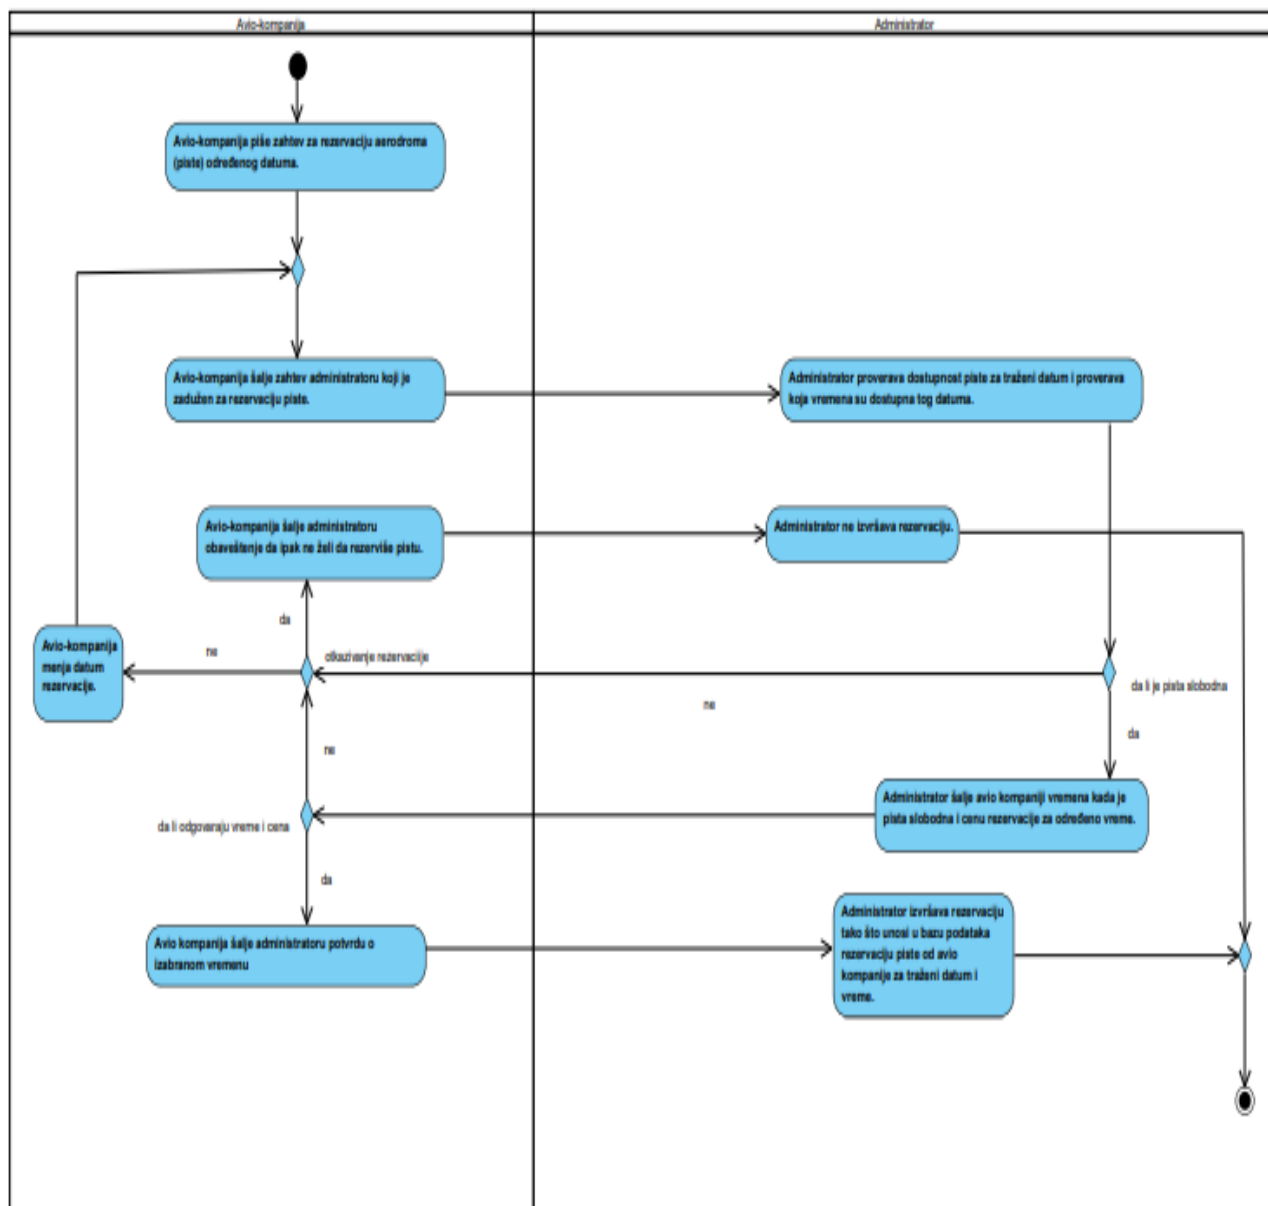 Avio-kompanija
Administrator
Avio-kompanija piše zahtev za rezervaciju aerodroma
(piste) određenog datuma.
Avio-kompanija šalje zahtev administratoru koji je
zadužen za rezervaciju piste.
Administrator proverava dostupnost piste za traženi datum i proverava
koja vremena su dostupna tog datuma.
Avio-kompanija šalje administratoru
obaveštenje da ipak ne želi da rezerviše pistu.
Administrator ne izvršava rezervaciju.
da
Avio-kompanija
menja datum
rezervacije.
ne
otkazivanje rezervacije
ne
da li je pista slobodna
da
ne
Administrator šalje avio kompaniji vremena kada je
pista slobodna i cenu rezervacije za određeno vreme.
da li odgovaraju vreme i cena
da
Avio kompanija šalje administratoru potvrdu o
izabranom vremenu
Administrator izvršava rezervaciju
tako što unosi u bazu podataka
rezervaciju piste od avio
kompanije za traženi datum i
vreme.